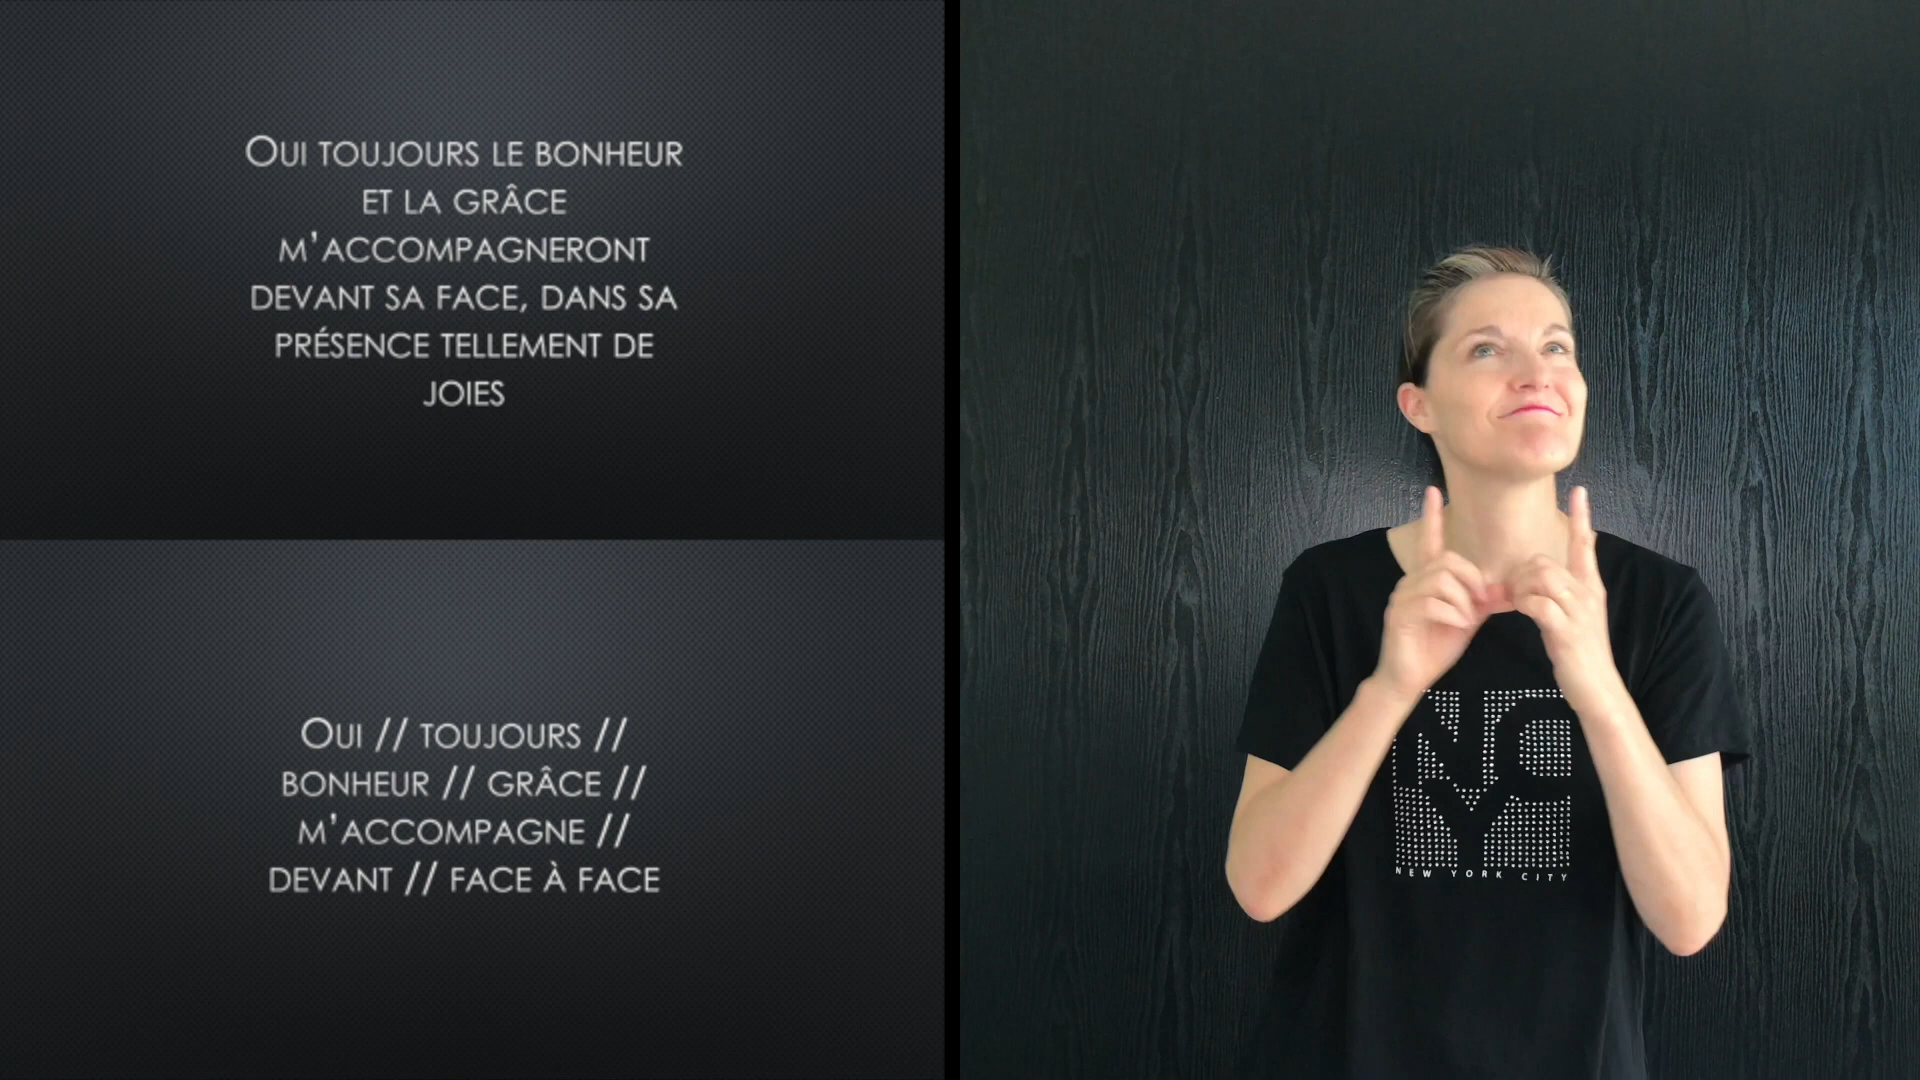 Oui toujours le bonheur
et la grâce
m'accompagneront
devant sa face, dans sa
présence tellement de
joies
Oui // toujours //
bonheur // grâce //
m'accompagne //
devant // face à face
NYC
NEW YORK CITY